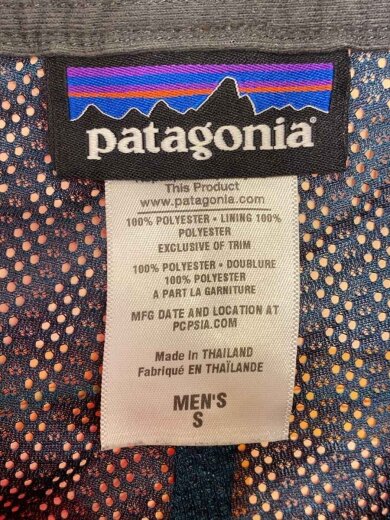 patagonia®
This Product
www.patagonia.com
100% POLYESTER • LINING 100%
POLYESTER
EXCLUSIVE OF TRIM
100% POLYESTER • DOUBLURE
100% POLYESTER
A PART LA GARNITURE
MFG DATE AND LOCATION AT
PCPSIA.COM
Made in THAILAND
Fabriqué EN THAÏLANDE
MEN'S
S